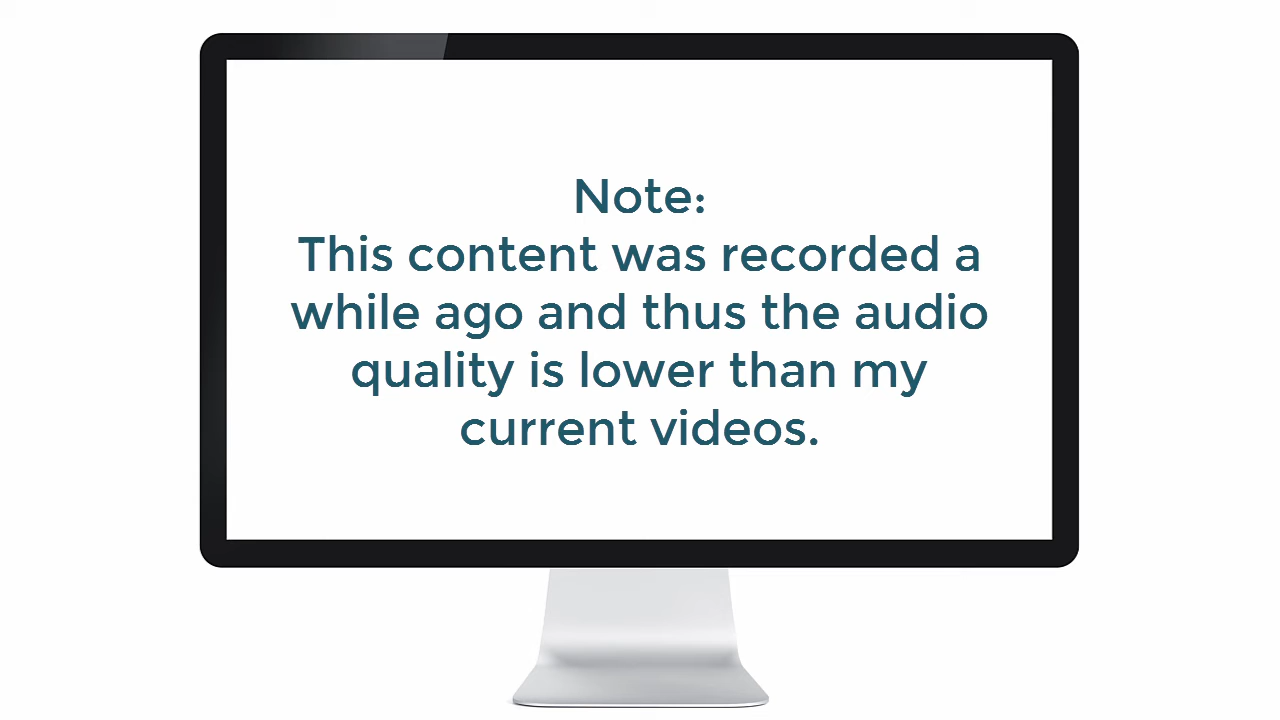 Note:
This content was recorded a
while ago and thus the audio
quality is lower than my
current videos.